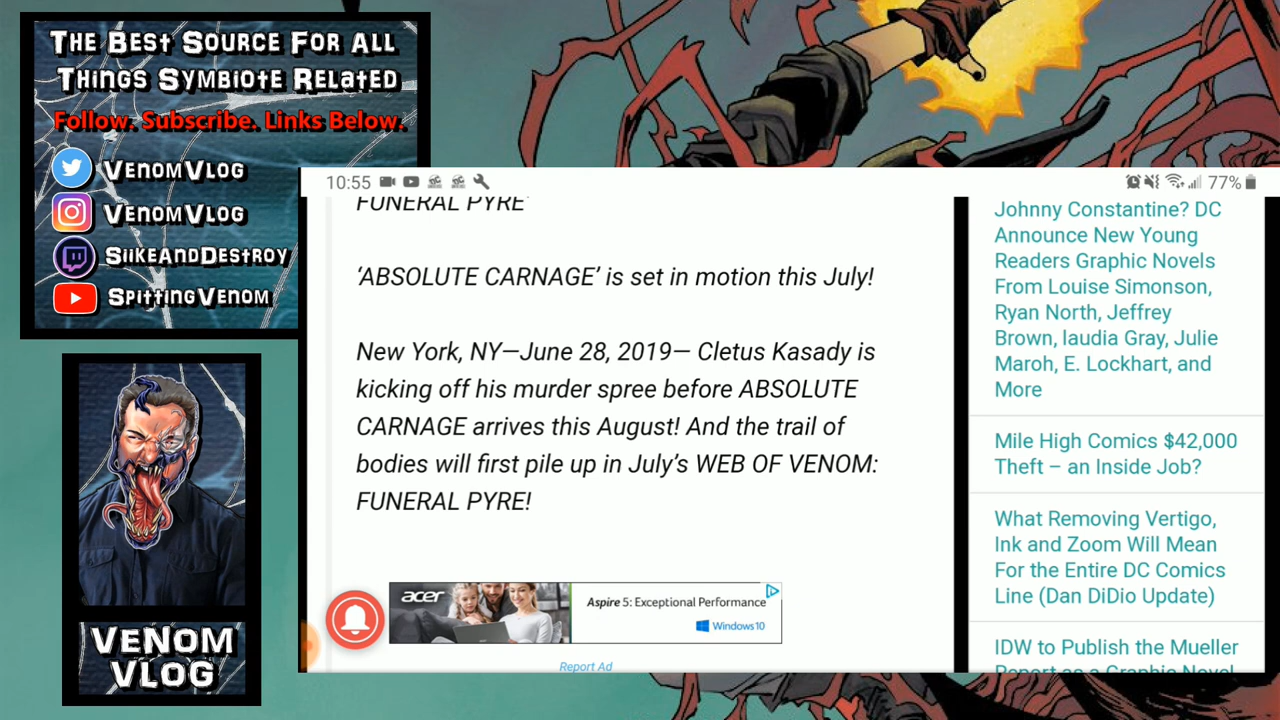 The Best Source For All
Things Symbiote Related
Follow. Subscribe. Links Below.
VenomVlog
VenomVlog
SiikeAndDestroy
SpittingVenom
VENOM
VLOG
10:55
77%
FUNERAL PYRE
‘ABSOLUTE CARNAGE’ is set in motion this July!
New York, NY—June 28, 2019— Cletus Kasady is
kicking off his murder spree before ABSOLUTE
CARNAGE arrives this August! And the trail of
bodies will first pile up in July’s WEB OF VENOM:
FUNERAL PYRE!
acer
Aspire 5: Exceptional Performance
Windows10
Report Ad
Johnny Constantine? DC
Announce New Young
Readers Graphic Novels
From Louise Simonson,
Ryan North, Jeffrey
Brown, laudia Gray, Julie
Maroh, E. Lockhart, and
More
Mile High Comics $42,000
Theft – an Inside Job?
What Removing Vertigo,
Ink and Zoom Will Mean
For the Entire DC Comics
Line (Dan DiDio Update)
IDW to Publish the Mueller
Report as a Graphic Novel